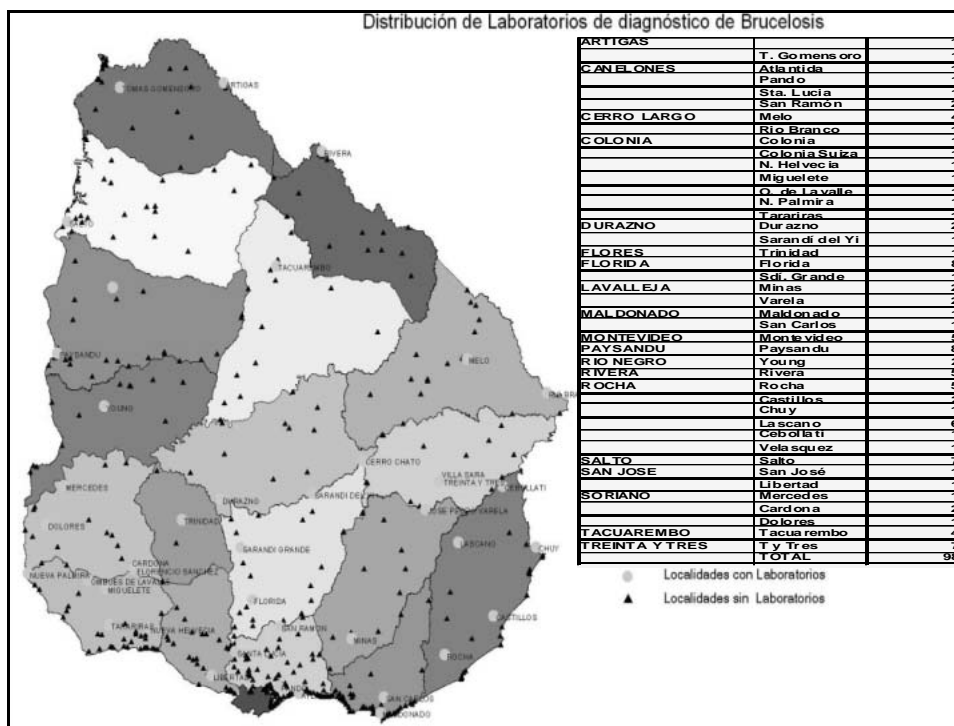 Distribución de Laboratorios de diagnóstico de Brucelosis
ARTIGAS
T. Gomensoro
CANELONES Atlantida
Pando
Sta. Lucia
San Ramón
CERRO LARGO Melo
Rio Branco
COLONIA Colonia
Colonia Suiza
N. Helvecia
Miguelete
O. de Lavalle
N. Palmira
Tarariras
DURAZNO Durazno
Sarandí del Yi
FLORES Trinidad
FLORIDA Florida
Sdi. Grande
LAVALLEJA Minas
Varela
MALDONADO Maldonado
San Carlos
MONTEVIDEO Montevideo
PAYSANDU Paysandu
RIO NEGRO Young
RIVERA Rivera
ROCHA Rocha
Castillos
Chuy
Lascano
Cebollati
Velasquez
SALTO Salto
SAN JOSE San José
Libertad
SORIANO Mercedes
Cardona
Dolores
TACUAREMBO Tacuarembo
TREINTA Y TRES T y Tres
TOTAL 98
Localidades con Laboratorios
Localidades sin Laboratorios
ARTIGAS
RIVERA
TACUAREMBO
PAYSANDU
MELO
CERRO CHATO
VILLA SARA
TREINTA Y TRES
CEBOLLATI
MERCEDES
DURAZNO
DOLORES
TRINIDAD
SARANDI GRANDE
LASCANO
CHUY
CARDONA
FLORENCIO SANCHEZ
NUEVA PALMIRA
MIGUELETE
FLORIDA
CASTILLOS
TARARIRAS
NUEVA HELVECIA
SAN RAMON
MINAS
SANTA LUCIA
ROCHA
LIBERTAD
SAN CARLOS
MALDONADO